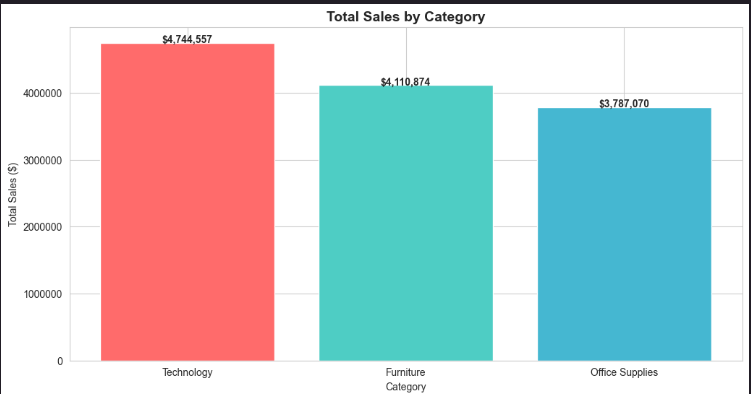 Total Sales by Category
$4,744,557
$4,110,874
$3,787,070
4000000
3000000
2000000
1000000
0
Total Sales ($)
Technology
Furniture
Office Supplies
Category